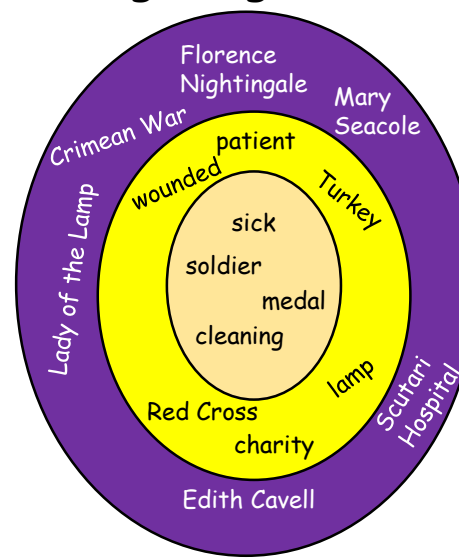 Florence
Nightingale
Mary
Seacole
Crimean War
patient
wounded
Turkey
Lady of the Lamp
sick
soldier
medal
cleaning
lamp
Scutari
Hospital
Red Cross
charity
Edith Cavell